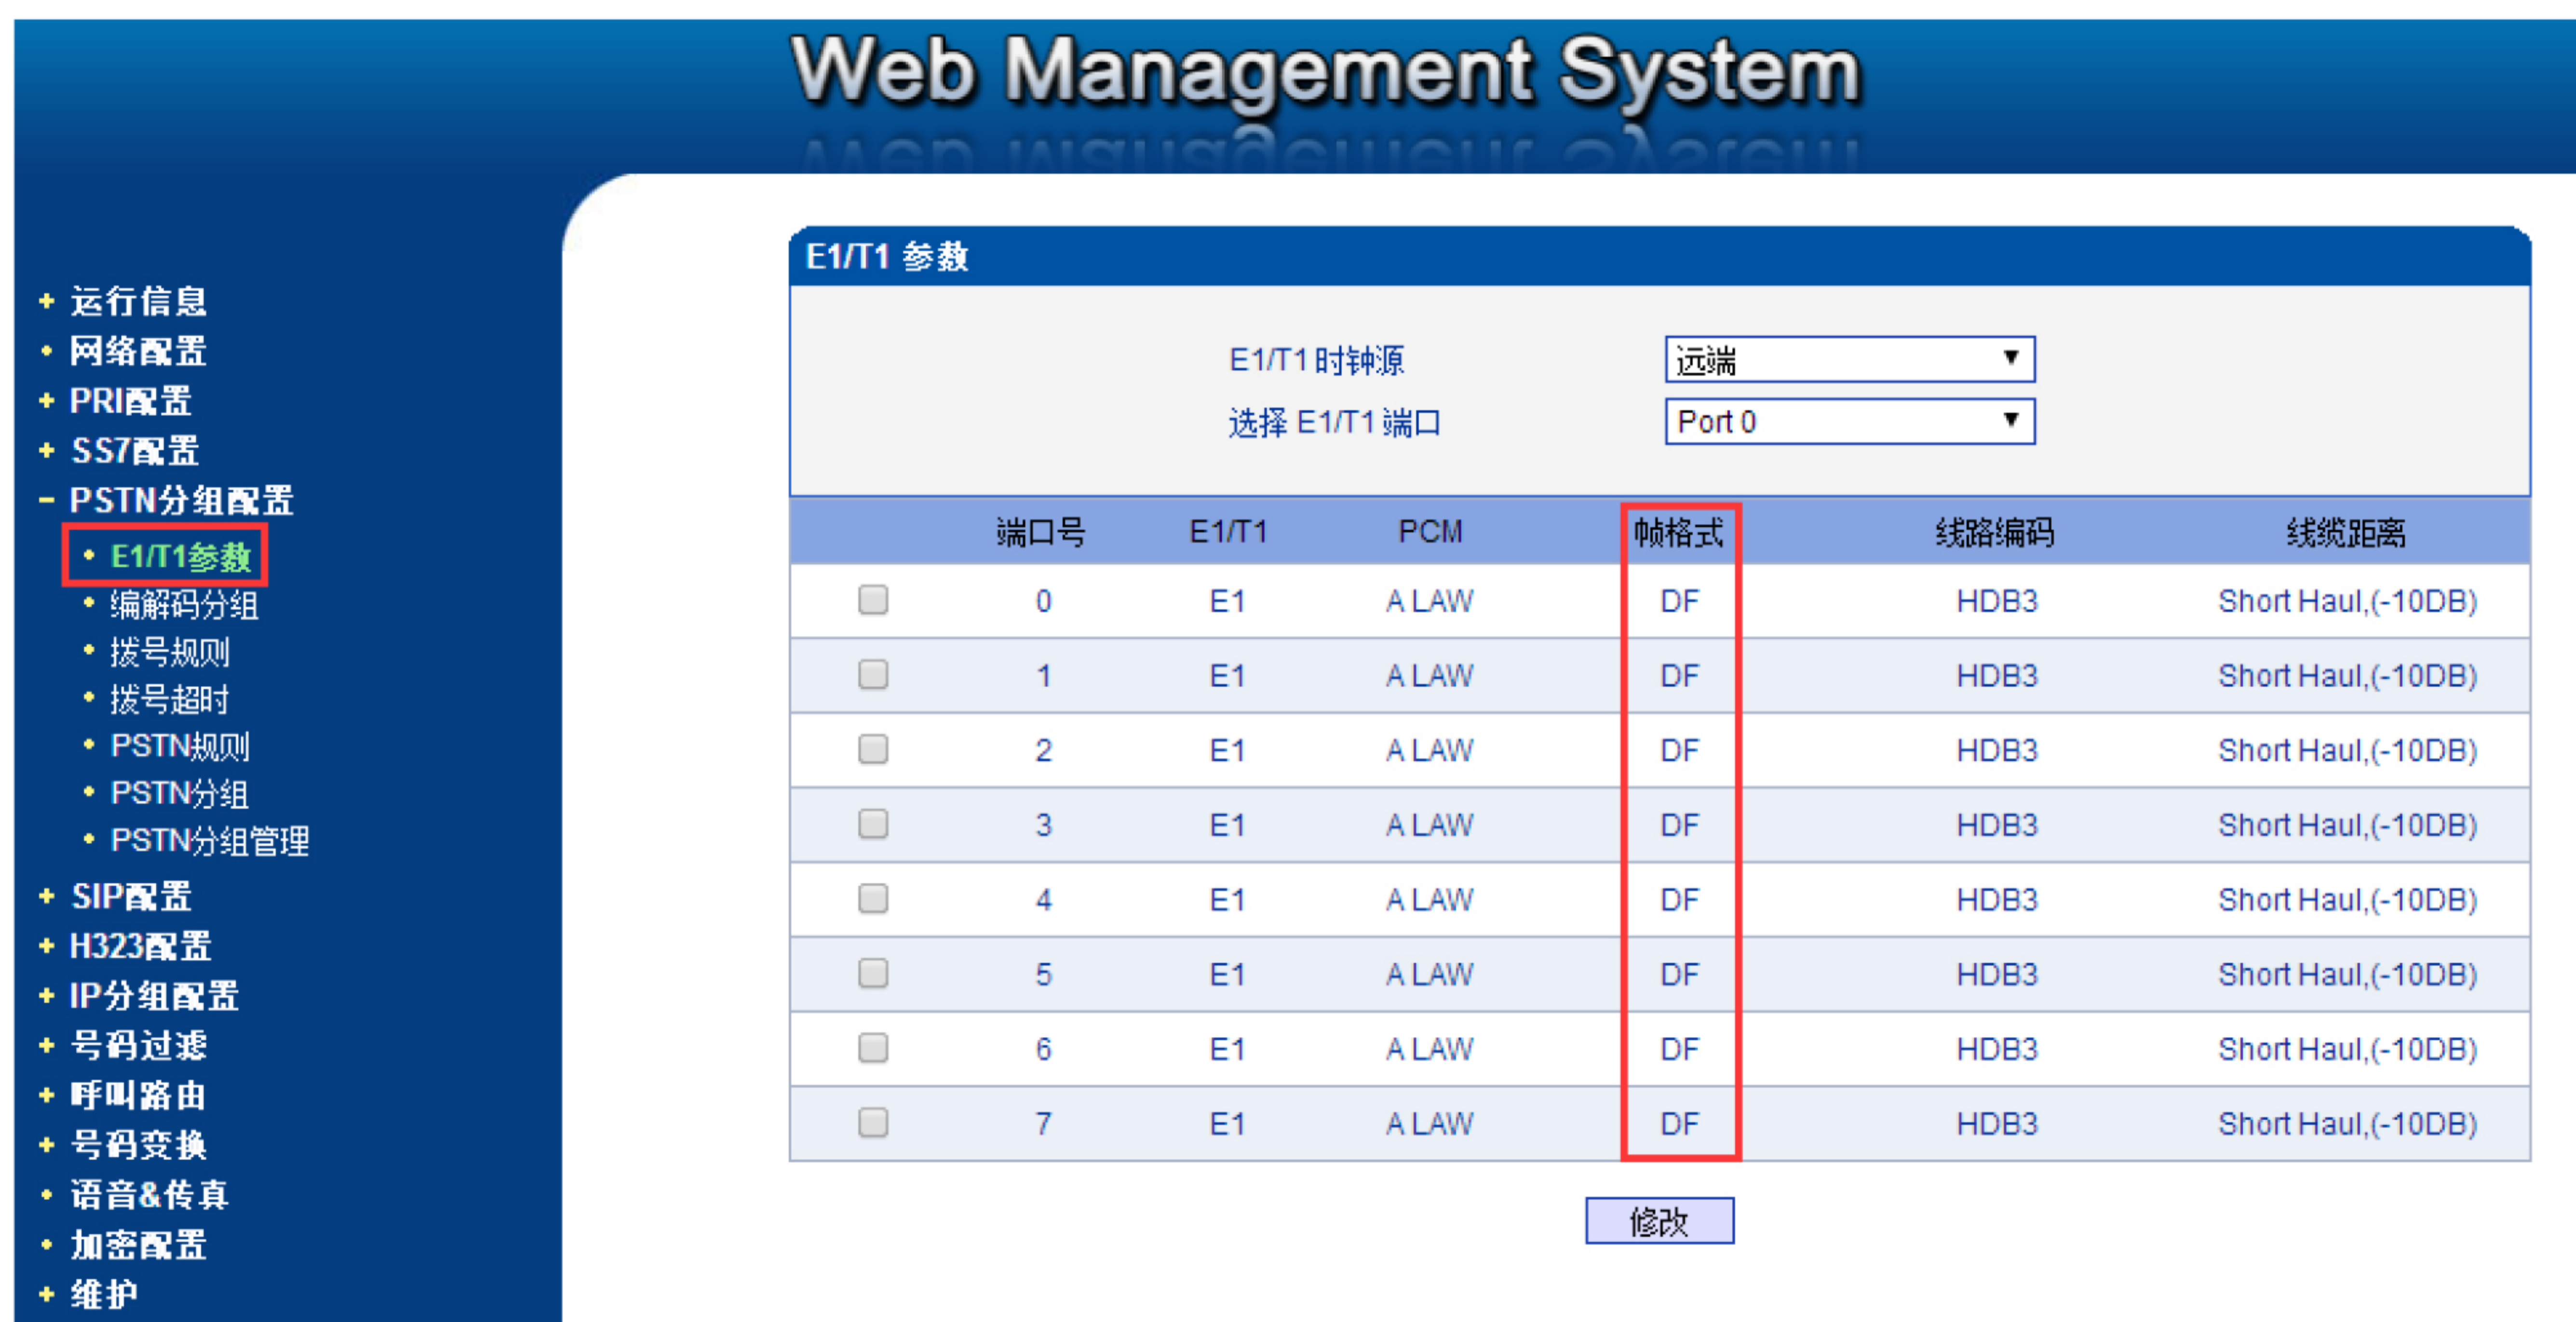 Web Management System
+ 运行信息
• 网络配置
+ PRI配置
+ SS7配置
− PSTN分组配置
• E1/T1参数
• 编解码分组
• 拨号规则
• 拨号超时
• PSTN规则
• PSTN分组
• PSTN分组管理
+ SIP配置
+ H323配置
+ IP分组配置
+ 号码过滤
+ 呼叫路由
+ 号码变换
• 语音&传真
• 加密配置
+ 维护
E1/T1 参数
E1/T1 时钟源 远端
选择 E1/T1 端口 Port 0
端口号 E1/T1 PCM 帧格式 线路编码 线缆距离
0 E1 A LAW DF HDB3 Short Haul,(-10DB)
1 E1 A LAW DF HDB3 Short Haul,(-10DB)
2 E1 A LAW DF HDB3 Short Haul,(-10DB)
3 E1 A LAW DF HDB3 Short Haul,(-10DB)
4 E1 A LAW DF HDB3 Short Haul,(-10DB)
5 E1 A LAW DF HDB3 Short Haul,(-10DB)
6 E1 A LAW DF HDB3 Short Haul,(-10DB)
7 E1 A LAW DF HDB3 Short Haul,(-10DB)
修改